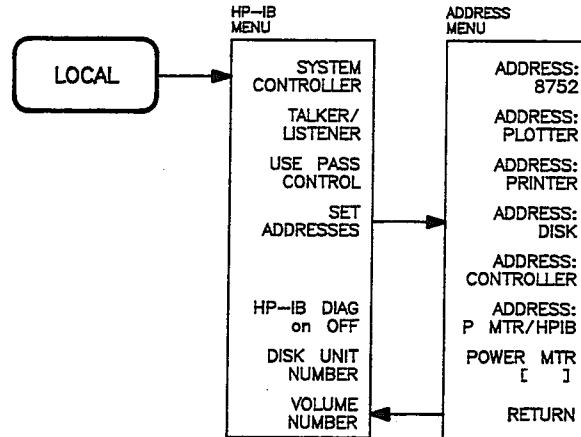 LOCAL
HP-IB
MENU
SYSTEM
CONTROLLER
TALKER/
LISTENER
USE PASS
CONTROL
SET
ADDRESSES
HP-IB DIAG
on OFF
DISK UNIT
NUMBER
VOLUME
NUMBER
ADDRESS
MENU
ADDRESS:
8752
ADDRESS:
PLOTTER
ADDRESS:
PRINTER
ADDRESS:
DISK
ADDRESS:
CONTROLLER
ADDRESS:
P MTR/HPIB
POWER MTR
[ ]
RETURN